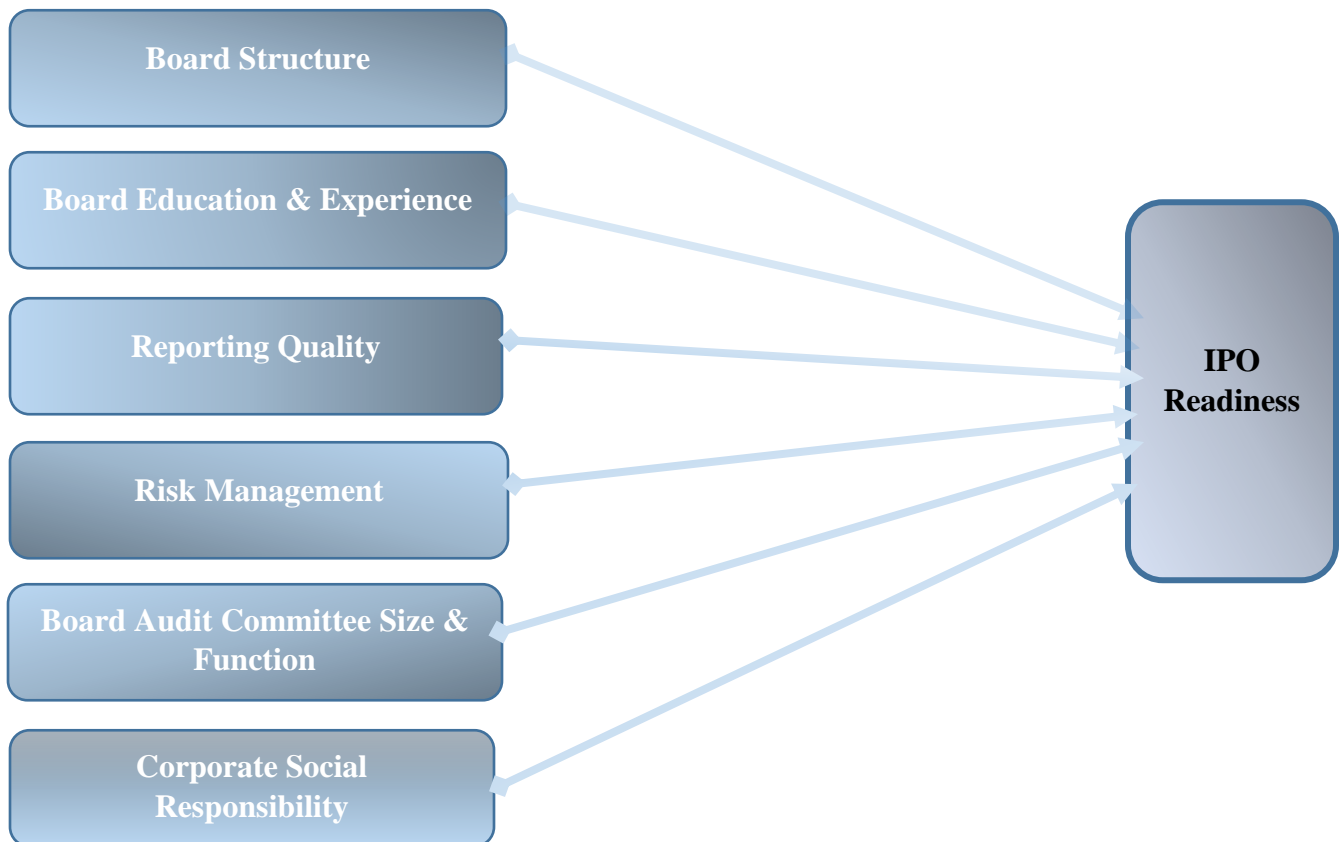 Board Structure
Board Education & Experience
Reporting Quality
Risk Management
Board Audit Committee Size &
Function
Corporate Social
Responsibility
IPO
Readiness